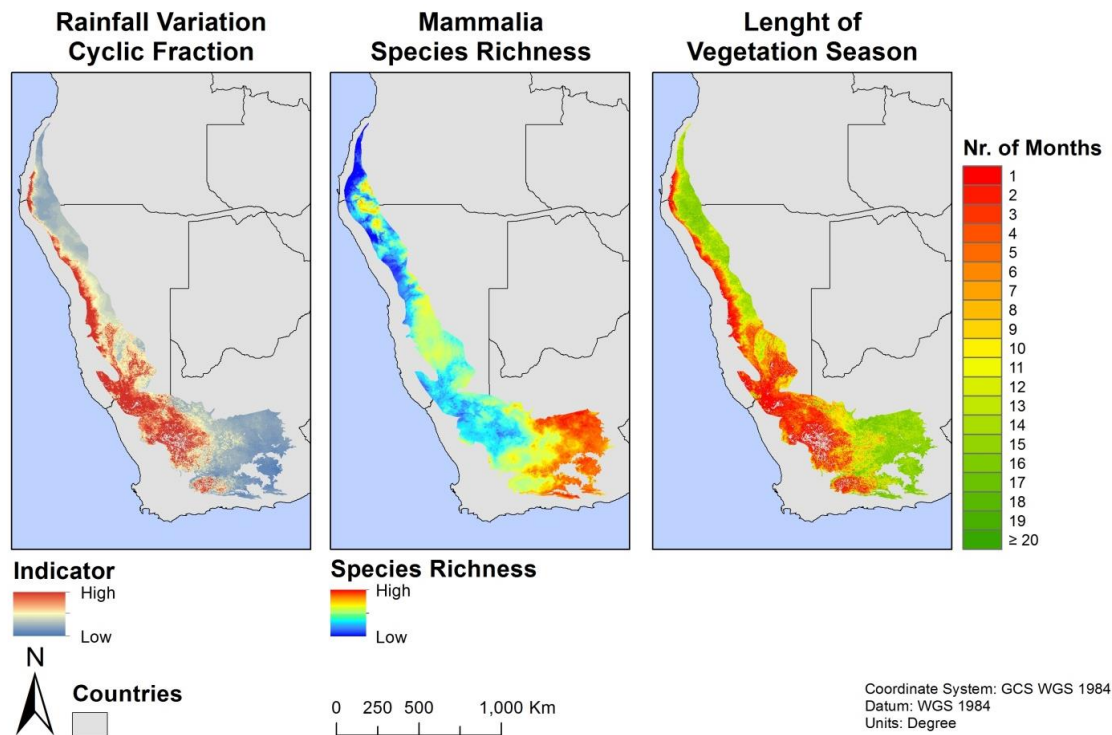 Rainfall Variation
Cyclic Fraction
Mammalia
Species Richness
Lenght of
Vegetation Season
Nr. of Months
1
2
3
4
5
6
7
8
9
10
11
12
13
14
15
16
17
18
19
≥ 20
Indicator
High
Low
Species Richness
High
Low
N
Countries
0 250 500 1,000 Km
Coordinate System: GCS WGS 1984
Datum: WGS 1984
Units: Degree